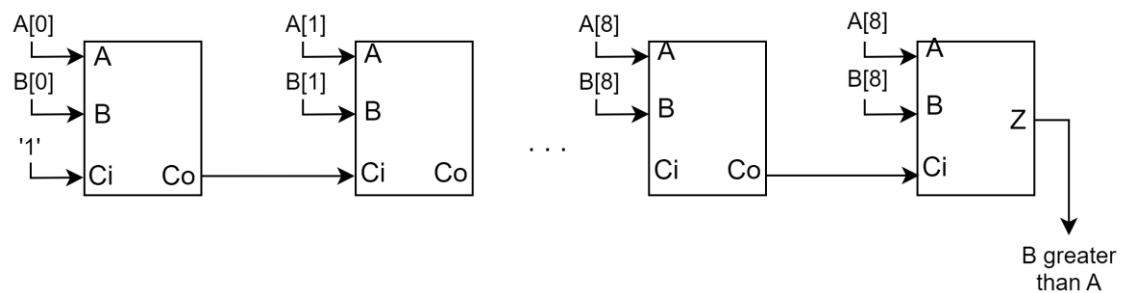 A[0]
A
B[0]
B
'1'
Ci
Co
A[1]
A
B[1]
B
Ci
Co
. . .
A[8]
A
B[8]
B
Ci
Co
A[8]
A
B[8]
B
Ci
Z
B greater
than A